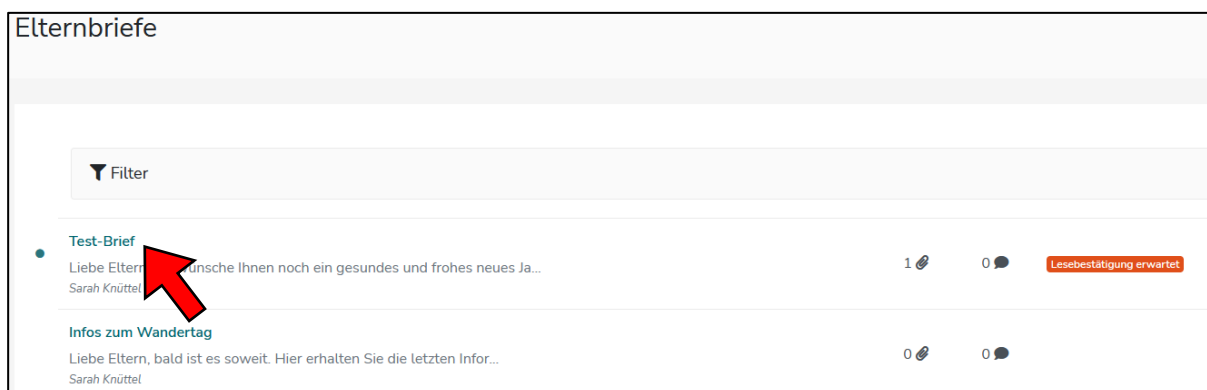 Elternbriefe
Filter
Test-Brief
Liebe Eltern wünsche Ihnen noch ein gesundes und frohes neues Ja...
1 0 Lesebestätigung erwartet
Sarah Knüttel
Infos zum Wandertag
Liebe Eltern, bald ist es soweit. Hier erhalten Sie die letzten Infor...
0 0
Sarah Knüttel